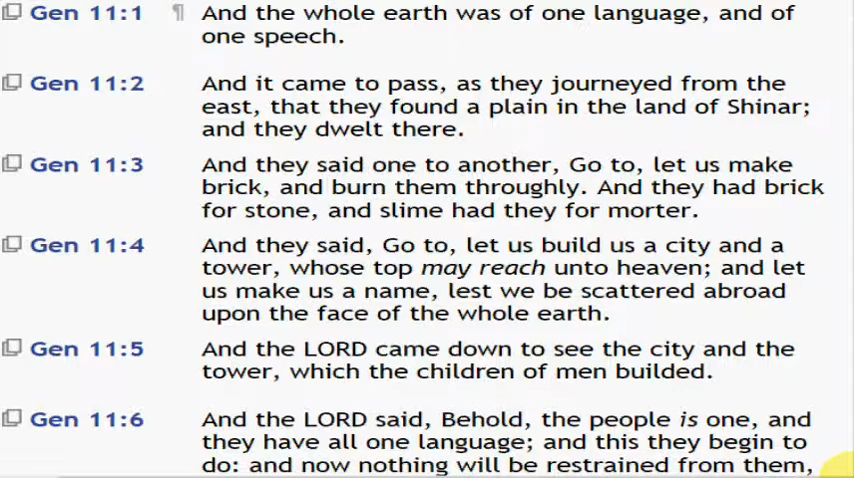 Gen 11:1 ¶ And the whole earth was of one language, and of
one speech.
Gen 11:2 And it came to pass, as they journeyed from the
east, that they found a plain in the land of Shinar;
and they dwelt there.
Gen 11:3 And they said one to another, Go to, let us make
brick, and burn them throughly. And they had brick
for stone, and slime had they for morter.
Gen 11:4 And they said, Go to, let us build us a city and a
tower, whose top may reach unto heaven; and let
us make us a name, lest we be scattered abroad
upon the face of the whole earth.
Gen 11:5 And the LORD came down to see the city and the
tower, which the children of men builded.
Gen 11:6 And the LORD said, Behold, the people is one, and
they have all one language; and this they begin to
do: and now nothing will be restrained from them,